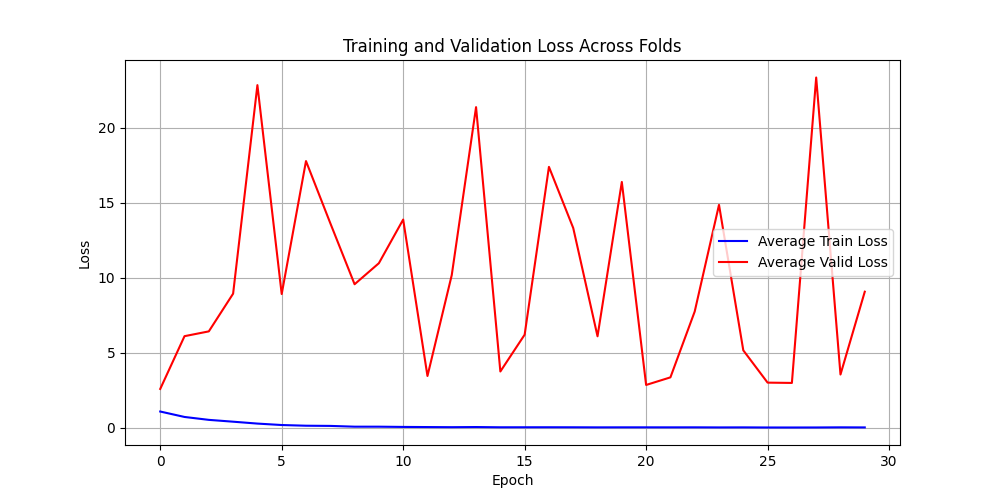 Training and Validation Loss Across Folds
Loss
20
15
10
5
0
Average Train Loss
Average Valid Loss
0 5 10 15 20 25 30
Epoch